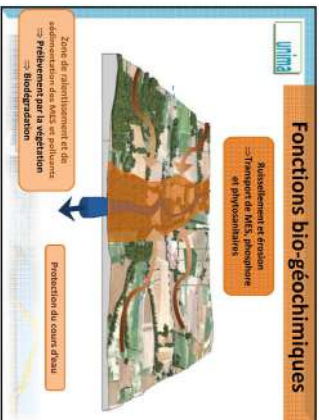 unima
Fonctions bio-géochimiques
Ruissellement et érosion
⇒Transport de MES, phosphore
et phytosanitaires
Zone de ralentissement et de
sédimentation des MES et polluants
⇒ Prélèvement par la végétation
⇒ Biodégradation
Protection du cours d'eau